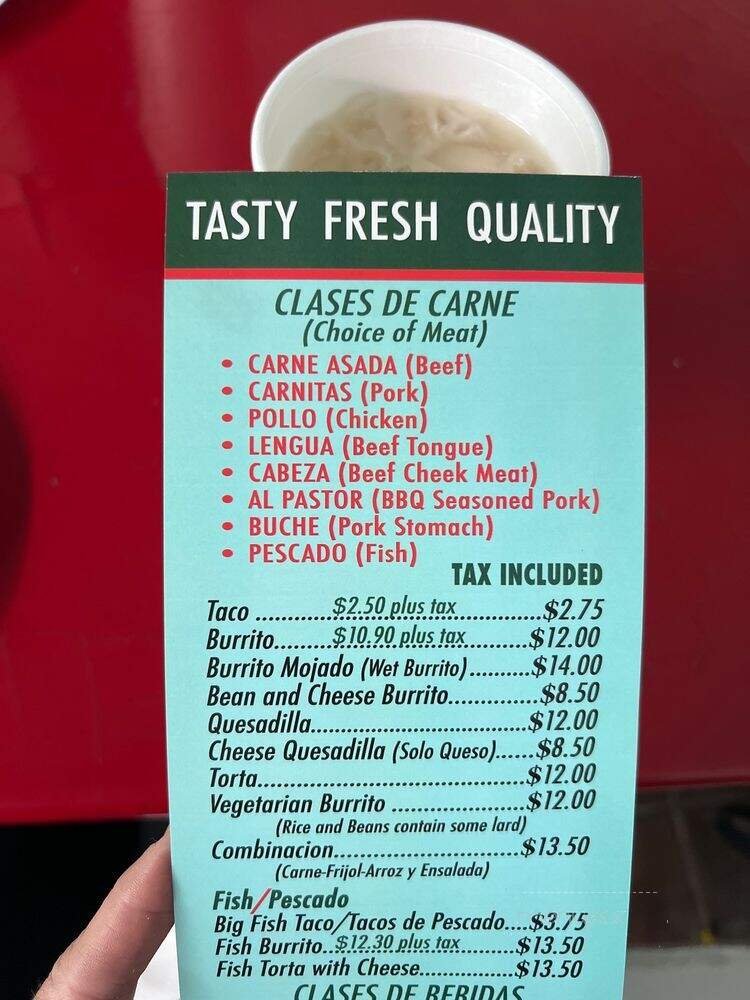 TASTY FRESH QUALITY
CLASES DE CARNE
(Choice of Meat)
• CARNE ASADA (Beef)
• CARNITAS (Pork)
• POLLO (Chicken)
• LENGUA (Beef Tongue)
• CABEZA (Beef Cheek Meat)
• AL PASTOR (BBQ Seasoned Pork)
• BUCHE (Pork Stomach)
• PESCADO (Fish)
TAX INCLUDED
Taco ............$2.50 plus tax............$2.75
Burrito.........$10.90 plus tax.........$12.00
Burrito Mojado (Wet Burrito)..........$14.00
Bean and Cheese Burrito..............$8.50
Quesadilla.................................$12.00
Cheese Quesadilla (Solo Queso)......$8.50
Torta........................................$12.00
Vegetarian Burrito ....................$12.00
(Rice and Beans contain some lard)
Combinacion............................$13.50
(Carne-Frijol-Arroz y Ensalada)
Fish/Pescado
Big Fish Taco/Tacos de Pescado....$3.75
Fish Burrito..$12.30 plus tax........$13.50
Fish Torta with Cheese..............$13.50
CLASES DE BEBIDAS